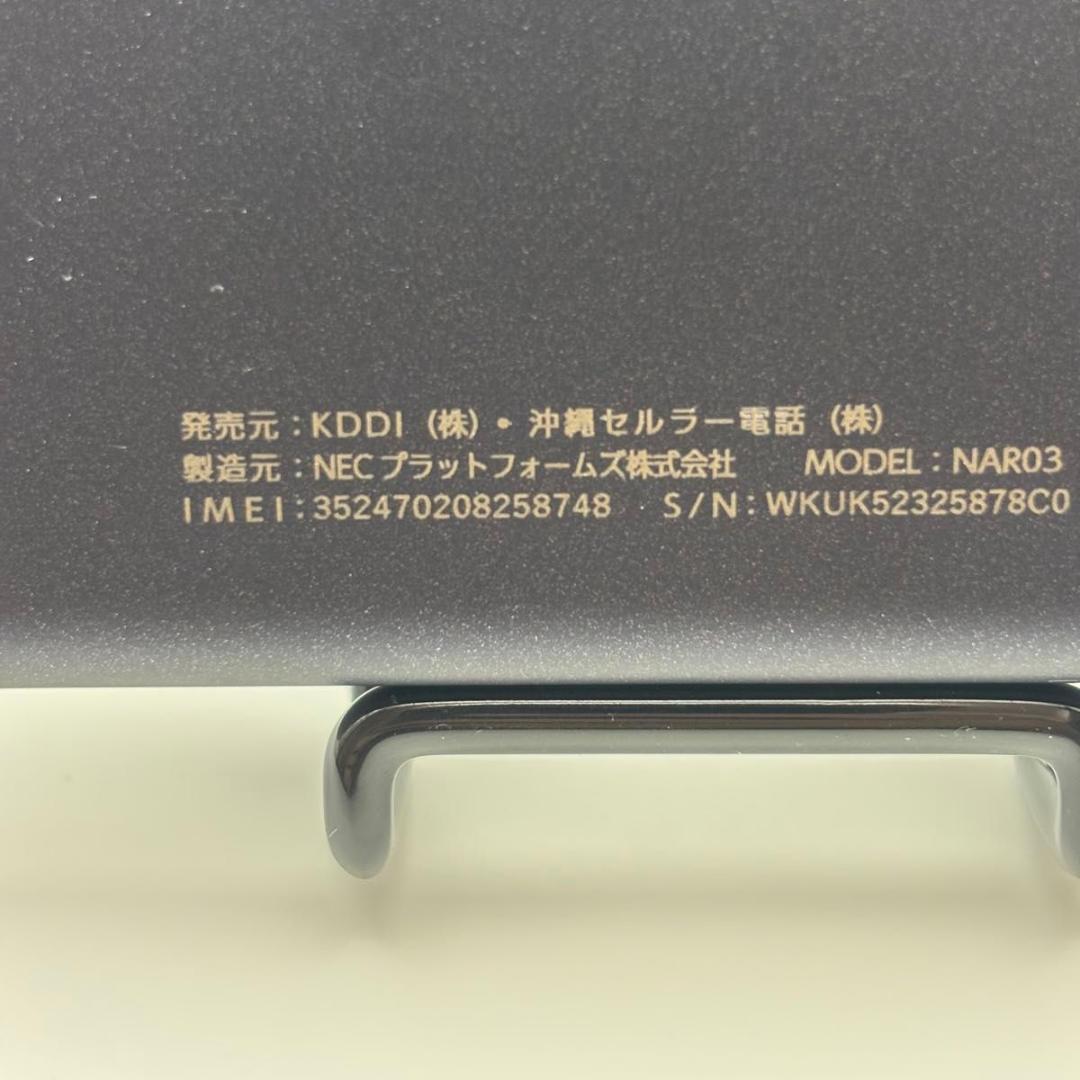 発売元：KDDI（株）・沖縄セルラー電話（株）
製造元：NECプラットフォームズ株式会社 MODEL：NAR03
IMEI：352470208258748 S/N：WKUK52325878C0